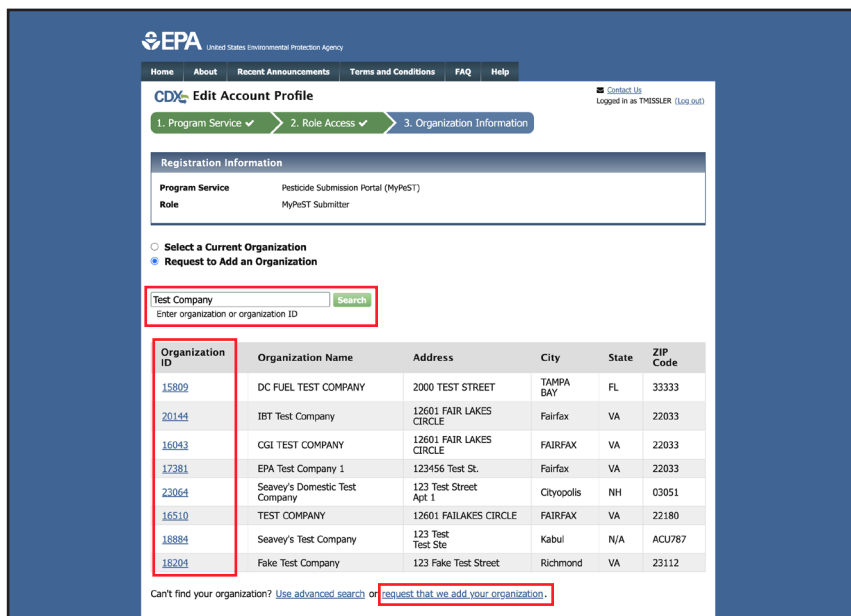 EPA United States Environmental Protection Agency
Home About Recent Announcements Terms and Conditions FAQ Help
CDX Edit Account Profile
Contact Us
Logged in as TMISSLER (Log out)
1. Program Service ✔ 2. Role Access ✔ 3. Organization Information
Registration Information
Program Service Pesticide Submission Portal (MyPeST)
Role MyPeST Submitter
Select a Current Organization
Request to Add an Organization
Test Company Search
Enter organization or organization ID
Organization ID Organization Name Address City State ZIP Code
15809 DC FUEL TEST COMPANY 2000 TEST STREET TAMPA BAY FL 33333
20144 IBT Test Company 12601 FAIR LAKES CIRCLE Fairfax VA 22033
16043 CGI TEST COMPANY 12601 FAIR LAKES CIRCLE FAIRFAX VA 22033
17381 EPA Test Company 1 123456 Test St. Fairfax VA 22033
23064 Seavey's Domestic Test Company 123 Test Street Apt 1 Cityopolis NH 03051
16510 TEST COMPANY 12601 FAILAKES CIRCLE FAIRFAX VA 22180
18884 Seavey's Test Company 123 Test Test Ste Kabul N/A ACU787
18204 Fake Test Company 123 Fake Test Street Richmond VA 23112
Can't find your organization? Use advanced search or request that we add your organization.